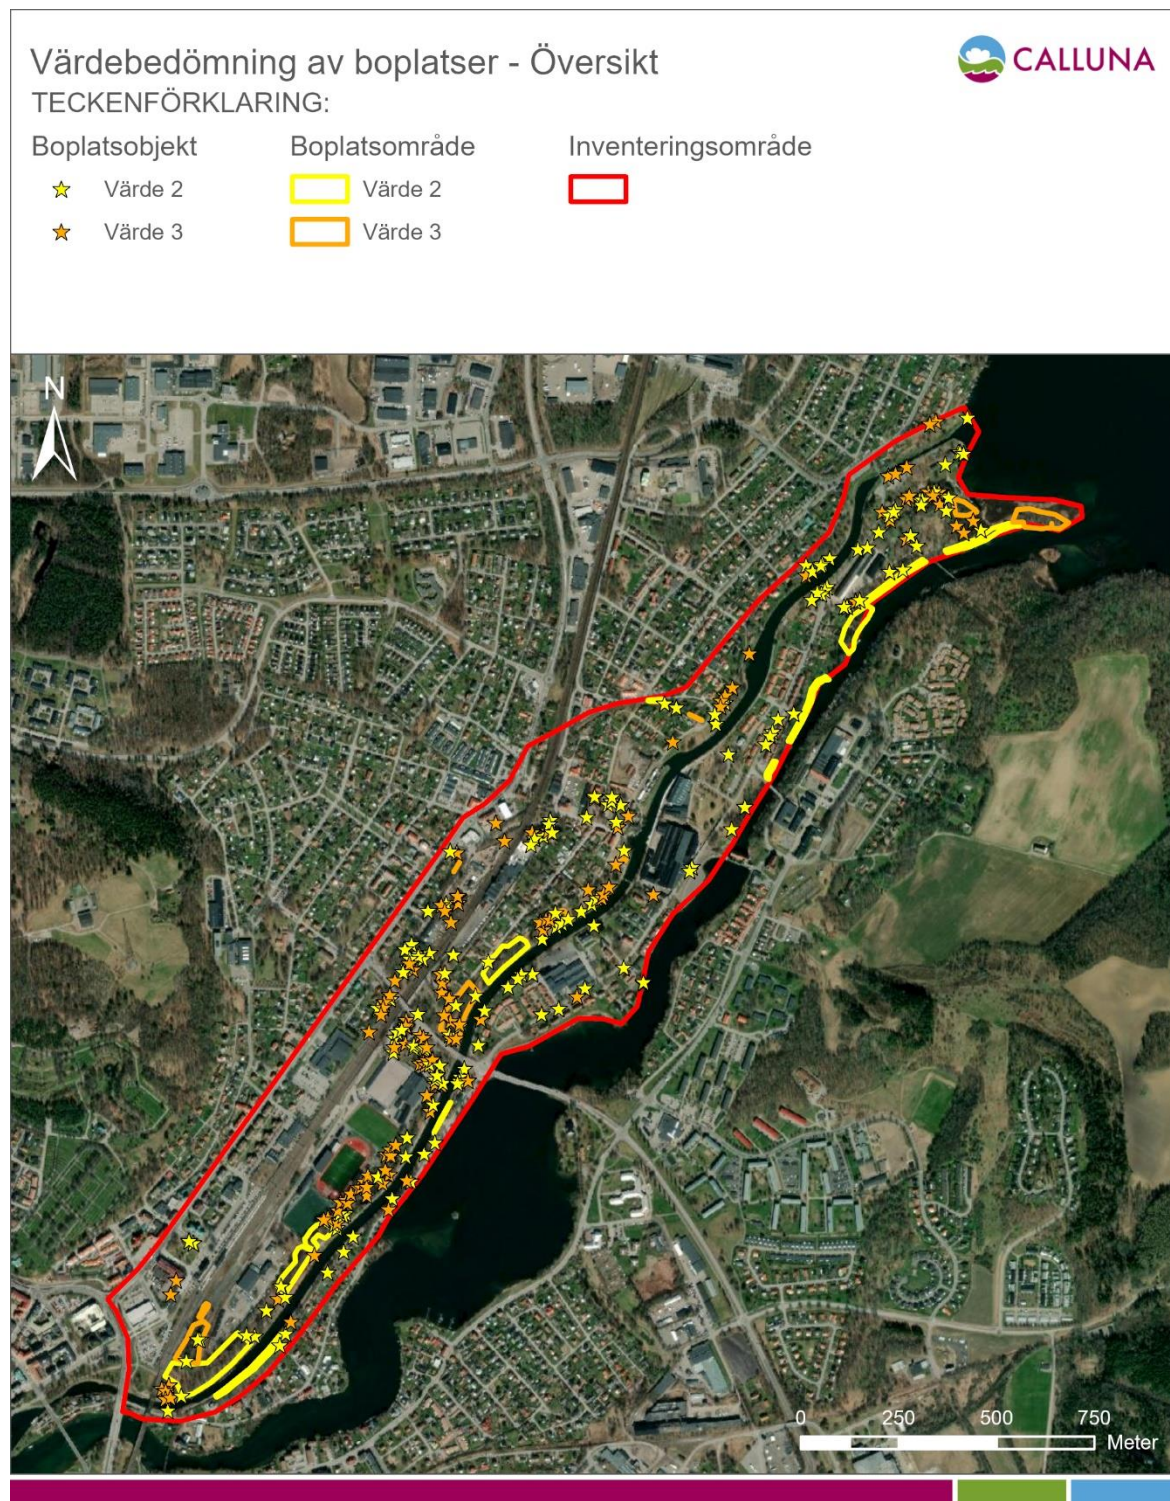 Värdebedömning av boplatser - Översikt
CALLUNA
TECKENFÖRKLARING:
Boplatsobjekt
Boplatsområde
Inventeringsområde
Värde 2
Värde 2
Värde 3
Värde 3
N
0 250 500 750
Meter